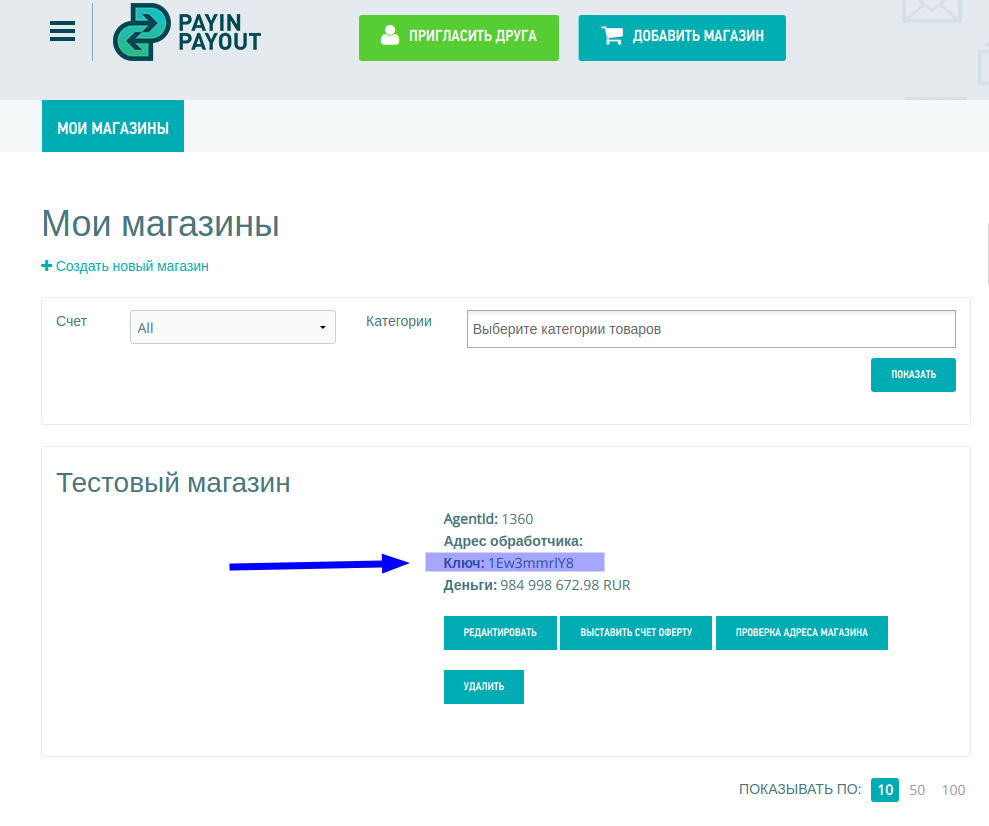 PAYIN
PAYOUT
ПРИГЛАСИТЬ ДРУГА
ДОБАВИТЬ МАГАЗИН
МОИ МАГАЗИНЫ
Мои магазины
Создать новый магазин
Счет All Категории Выберите категории товаров
ПОКАЗАТЬ
Тестовый магазин
AgentId: 1360
Адрес обработчика:
Ключ: 1Ew3mmrlY8
Деньги: 984 998 672.98 RUR
РЕДАКТИРОВАТЬ ВЫСТАВИТЬ СЧЕТ ОФЕРТУ ПРОВЕРКА АДРЕСА МАГАЗИНА
УДАЛИТЬ
ПОКАЗЫВАТЬ ПО: 10 50 100